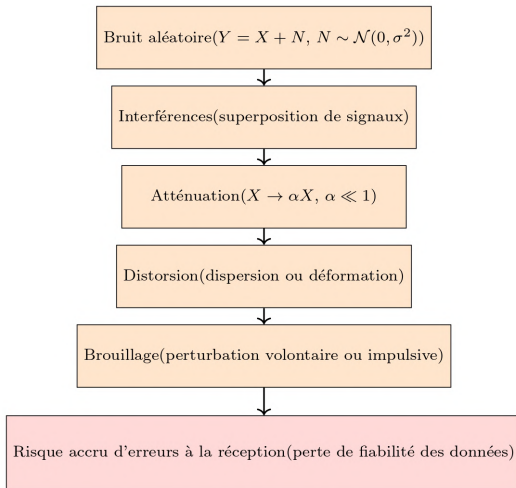 Bruit aléatoire(Y = X + N, N ∼ 𝒩(0, σ²))
Interférences(superposition de signaux)
Atténuation(X → αX, α ≪ 1)
Distorsion(dispersion ou déformation)
Brouillage(perturbation volontaire ou impulsive)
Risque accru d'erreurs à la réception(perte de fiabilité des données)